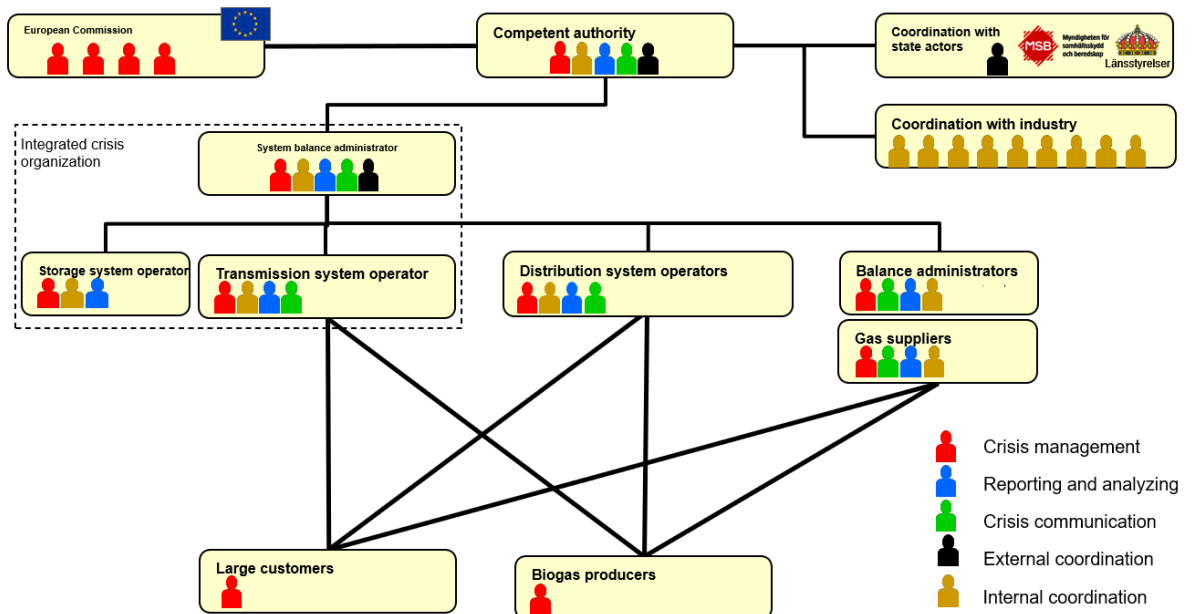 European Commission
Competent authority
Coordination with
state actors
MSB
Myndigheten för
samhällsskydd
och beredskap
Länsstyrelser
Coordination with industry
Integrated crisis
organization
System balance administrator
Storage system operator
Transmission system operator
Distribution system operators
Balance administrators
Gas suppliers
Large customers
Biogas producers
Crisis management
Reporting and analyzing
Crisis communication
External coordination
Internal coordination